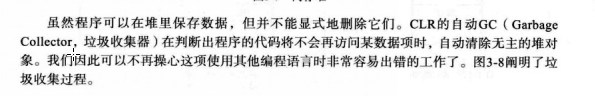 虽然程序可以在堆里保存数据，但并不能显式地删除它们。CLR的自动GC（Garbage
Collector，垃圾收集器）在判断出程序的代码将不会再访问某数据项时，自动清除无主的堆对
象。我们因此可以不再操心这项使用其他编程语言时非常容易出错的工作了。图3-8阐明了垃
圾收集过程。